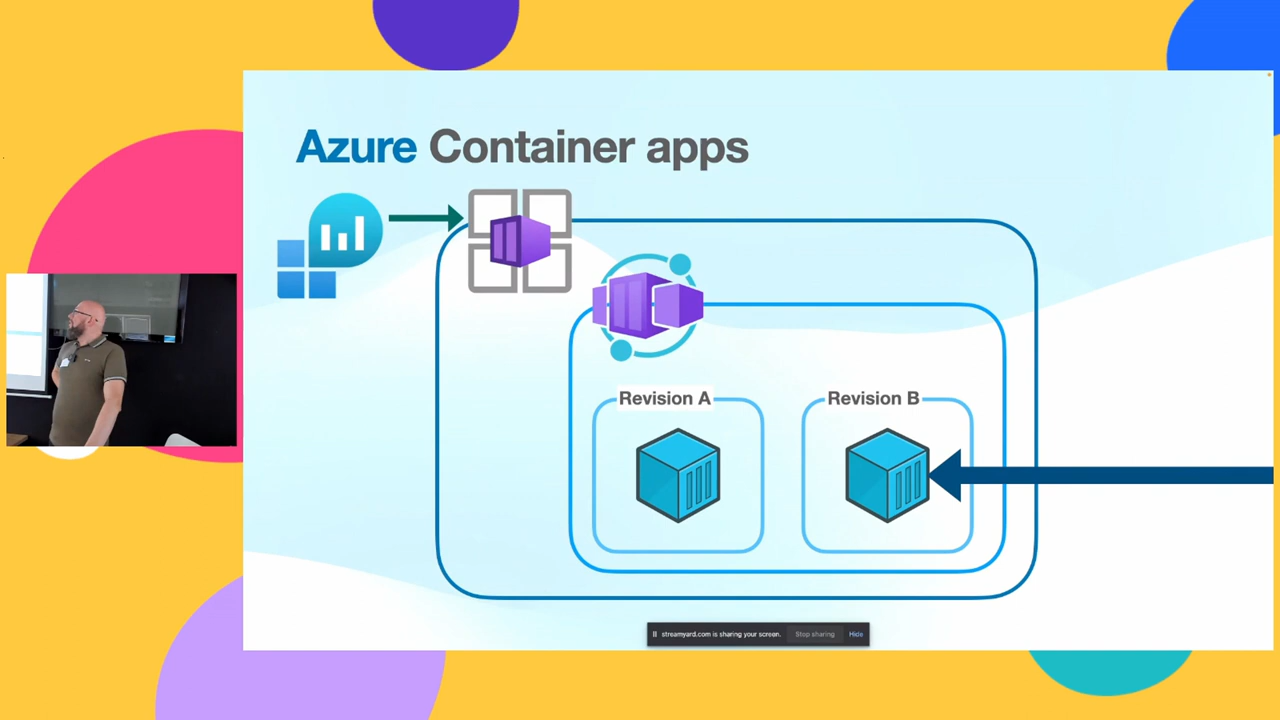 Azure Container apps
Revision A
Revision B
streamyard.com is sharing your screen.
Stop sharing
Hide